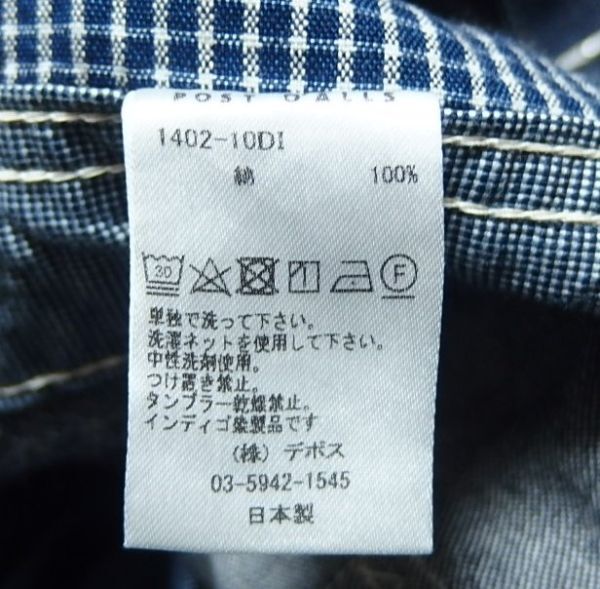 POST O'ALLS
1402-10DI
綿 100%
30
F
単独で洗って下さい。
洗濯ネットを使用して下さい。
中性洗剤使用。
つけ置き禁止。
タンブラー乾燥禁止。
インディゴ染製品です
(株) デボス
03-5942-1545
日本製